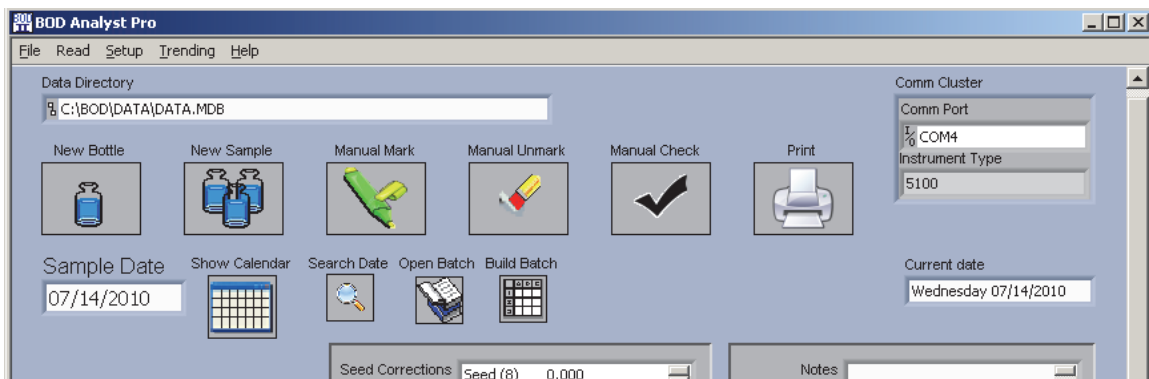 BOD Analyst Pro
File Read Setup Trending Help
Data Directory
C:\BOD\DATA\DATA.MDB
Comm Cluster
Comm Port
COM4
Instrument Type
5100
New Bottle New Sample Manual Mark Manual Unmark Manual Check Print
Sample Date
07/14/2010
Show Calendar Search Date Open Batch Build Batch
Current date
Wednesday 07/14/2010
Seed Corrections Seed (8) 0.000
Notes